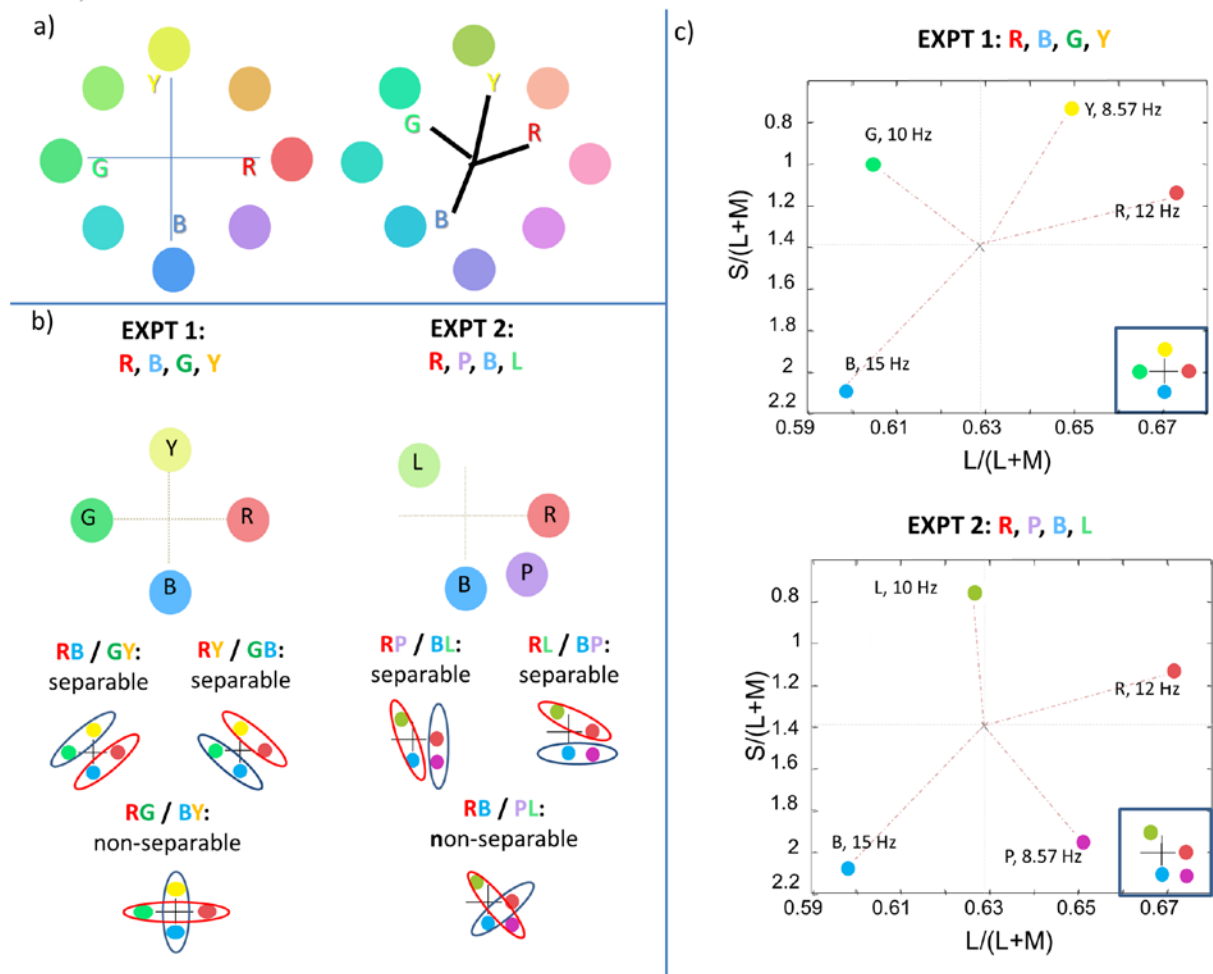 a)
Y
G
R
B
Y
G
R
B
b)
EXPT 1:
R, B, G, Y
EXPT 2:
R, P, B, L
Y
G
R
B
L
R
B
P
RB / GY:
separable
RY / GB:
separable
RP / BL:
separable
RL / BP:
separable
RG / BY:
non-separable
RB / PL:
non-separable
c)
EXPT 1: R, B, G, Y
S/(L+M)
0.8
1
1.2
1.4
1.6
1.8
2
2.2
Y, 8.57 Hz
G, 10 Hz
R, 12 Hz
B, 15 Hz
0.59
0.61
0.63
0.65
0.67
L/(L+M)
EXPT 2: R, P, B, L
S/(L+M)
0.8
1
1.2
1.4
1.6
1.8
2
2.2
L, 10 Hz
R, 12 Hz
B, 15 Hz
P, 8.57 Hz
0.59
0.61
0.63
0.65
0.67
L/(L+M)